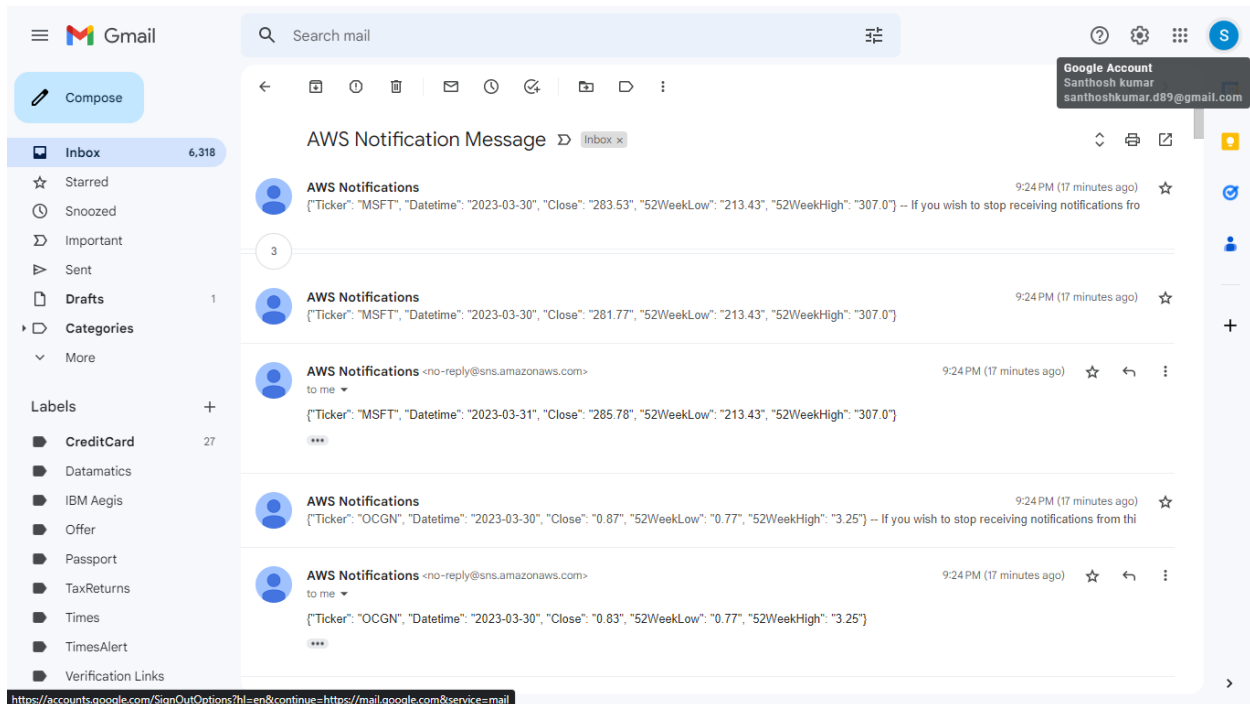 Gmail
Search mail
S
Google Account
Santhosh kumar
santhoshkumar.d89@gmail.com
Compose
Inbox 6,318
Starred
Snoozed
Important
Sent
Drafts 1
Categories
More
Labels +
CreditCard 27
Datamatics
IBM Aegis
Offer
Passport
TaxReturns
Times
TimesAlert
Verification Links
AWS Notification Message Inbox ×
AWS Notifications 9:24 PM (17 minutes ago)
{"Ticker": "MSFT", "Datetime": "2023-03-30", "Close": "283.53", "52WeekLow": "213.43", "52WeekHigh": "307.0"} -- If you wish to stop receiving notifications fro
3
AWS Notifications 9:24 PM (17 minutes ago)
{"Ticker": "MSFT", "Datetime": "2023-03-30", "Close": "281.77", "52WeekLow": "213.43", "52WeekHigh": "307.0"}
AWS Notifications <no-reply@sns.amazonaws.com> 9:24 PM (17 minutes ago)
to me
{"Ticker": "MSFT", "Datetime": "2023-03-31", "Close": "285.78", "52WeekLow": "213.43", "52WeekHigh": "307.0"}
AWS Notifications 9:24 PM (17 minutes ago)
{"Ticker": "OCGN", "Datetime": "2023-03-30", "Close": "0.87", "52WeekLow": "0.77", "52WeekHigh": "3.25"} -- If you wish to stop receiving notifications from thi
AWS Notifications <no-reply@sns.amazonaws.com> 9:24 PM (17 minutes ago)
to me
{"Ticker": "OCGN", "Datetime": "2023-03-30", "Close": "0.83", "52WeekLow": "0.77", "52WeekHigh": "3.25"}
https://accounts.google.com/SignOutOptions?hl=en&continue=https://mail.google.com&service=mail